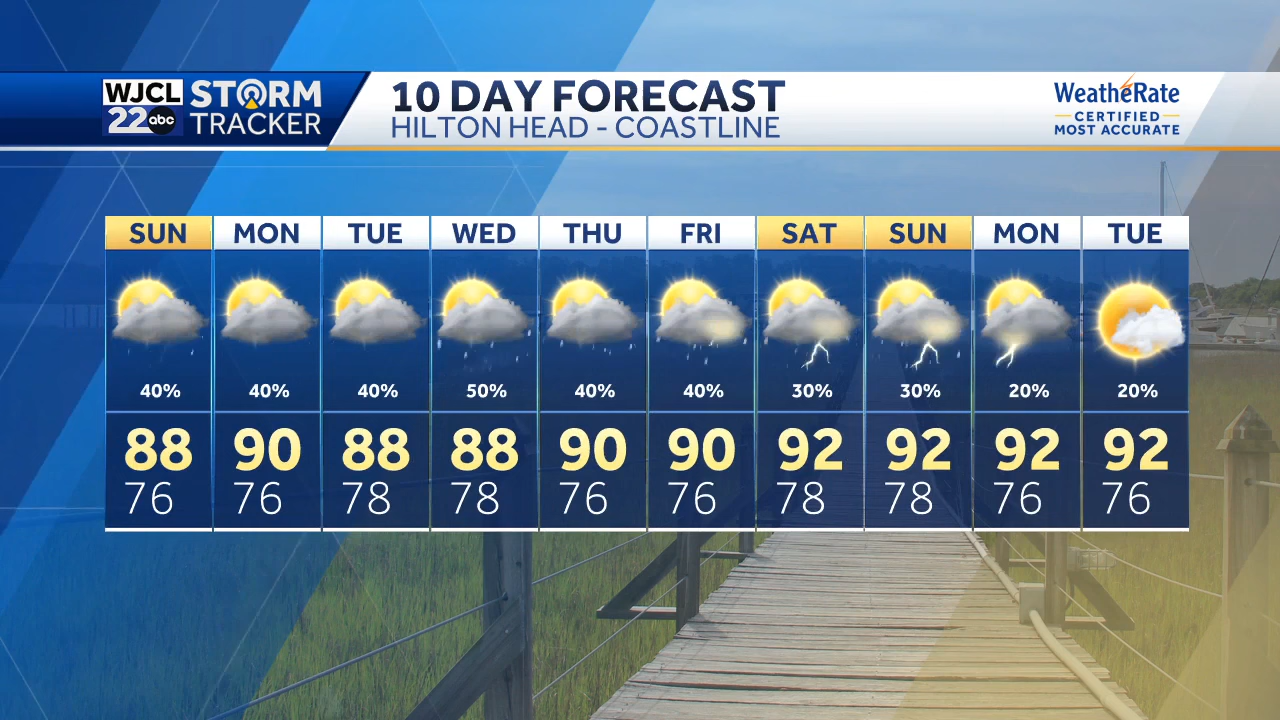 WJCL
22 abc
STORM
TRACKER
10 DAY FORECAST
HILTON HEAD - COASTLINE
WeatheRate
CERTIFIED
MOST ACCURATE
SUN MON TUE WED THU FRI SAT SUN MON TUE
40% 40% 40% 50% 40% 40% 30% 30% 20% 20%
88 90 88 88 90 90 92 92 92 92
76 76 78 78 76 76 78 78 76 76